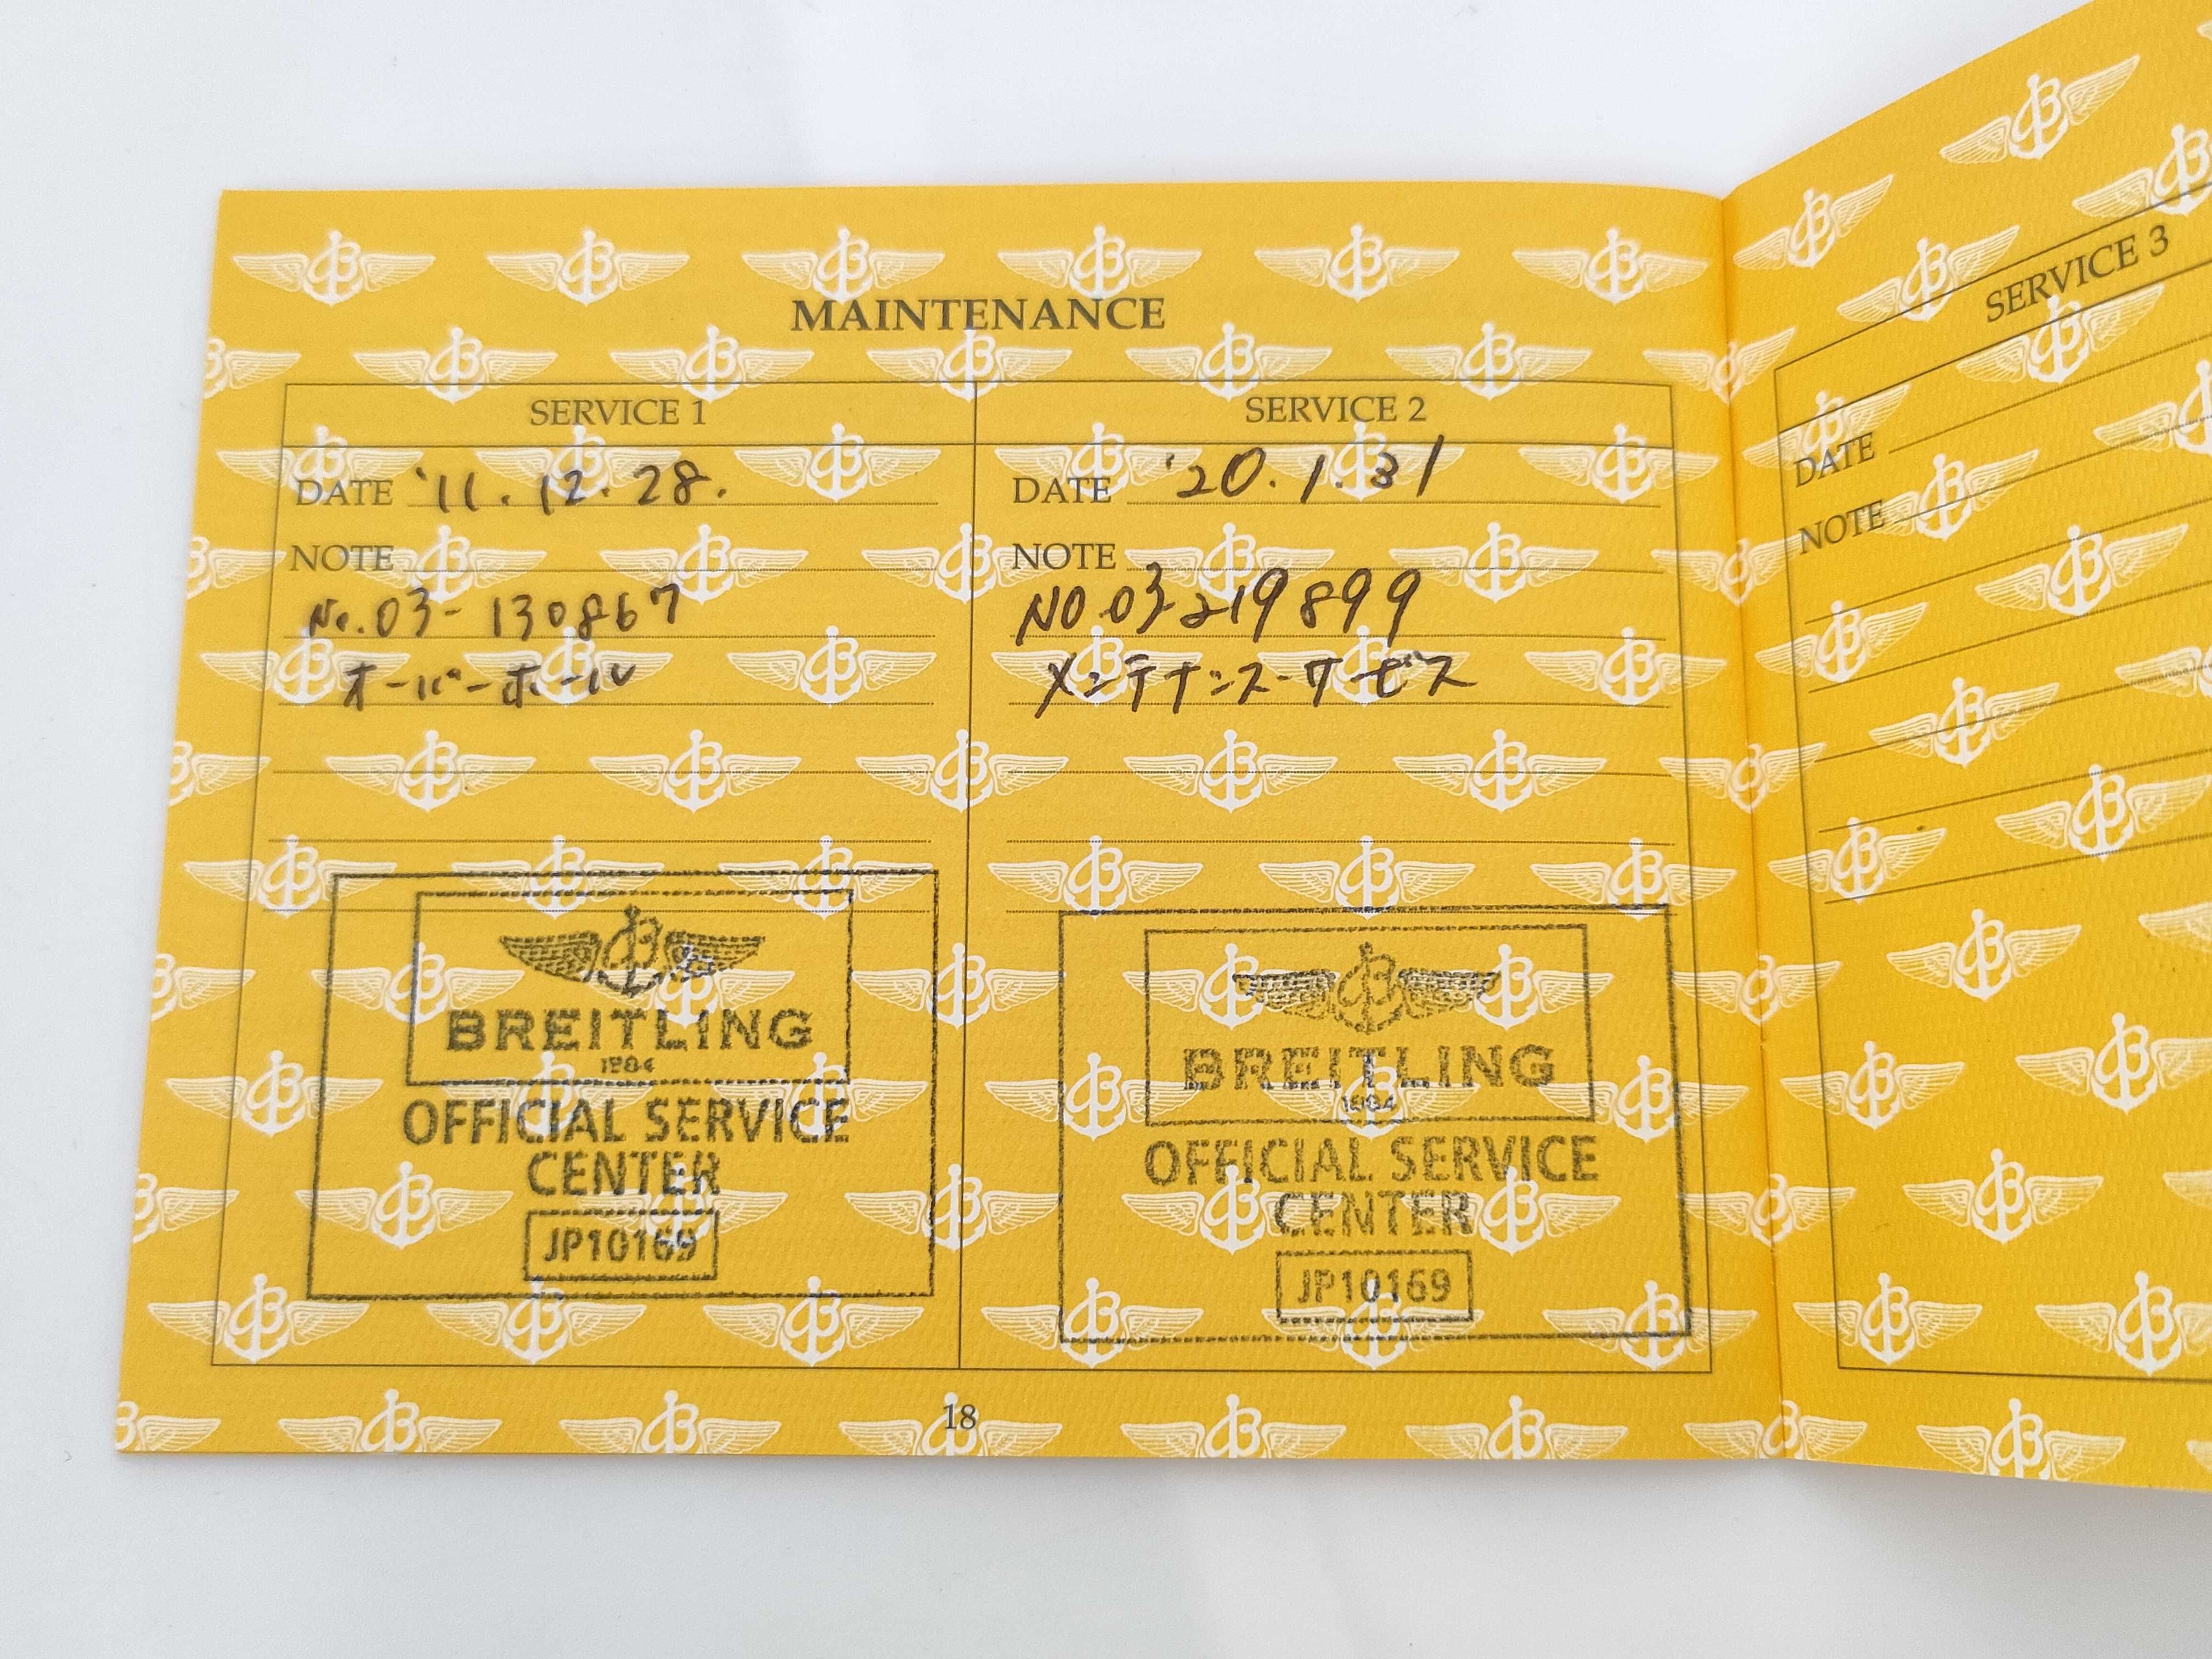 MAINTENANCE
SERVICE 1
DATE '11.12.28.
NOTE
No.03-130867
オーバーホール
BREITLING
1884
OFFICIAL SERVICE
CENTER
JP10169
SERVICE 2
DATE '20.1.31
NOTE
NO.03-219899
メンテナンスサービス
BREITLING
1884
OFFICIAL SERVICE
CENTER
JP10169
18
SERVICE 3
DATE
NOTE